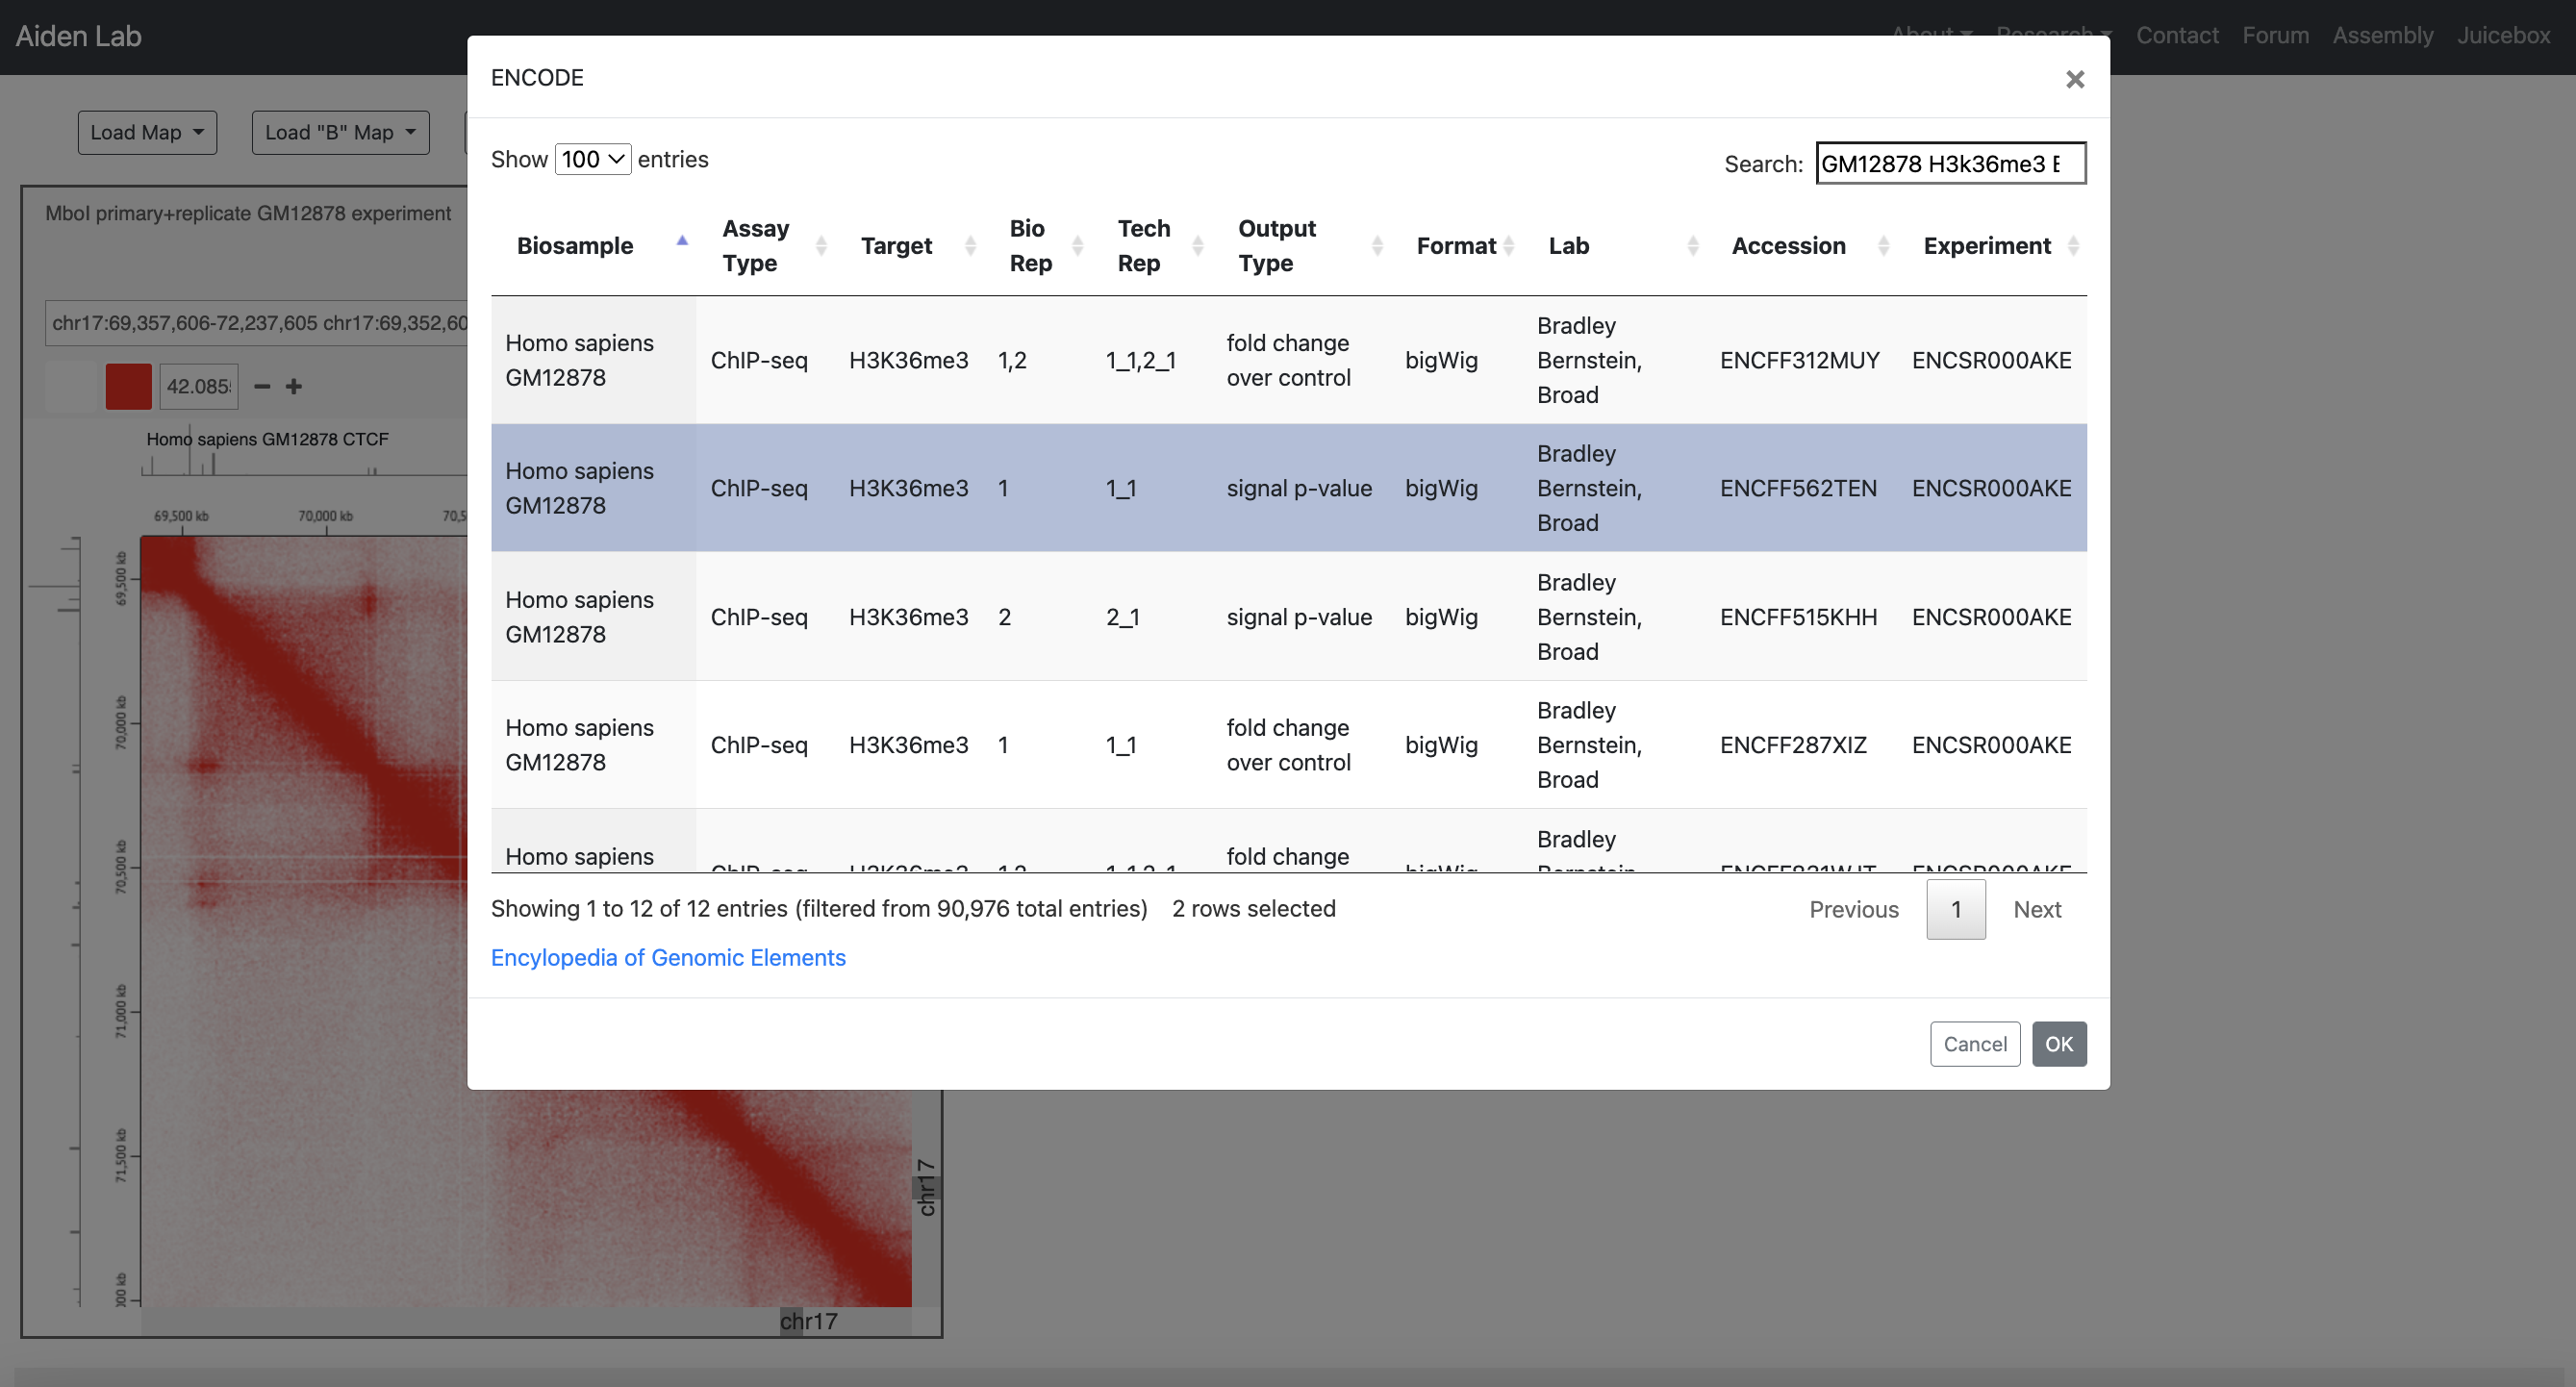 Aiden Lab
About Research Contact Forum Assembly Juicebox
ENCODE
×
Load Map Load "B" Map
Show 100 entries
Search: GM12878 H3k36me3
MboI primary+replicate GM12878 experiment
Biosample Assay Type Target Bio Rep Tech Rep Output Type Format Lab Accession Experiment
Homo sapiens GM12878 ChIP-seq H3K36me3 1,2 1_1,2_1 fold change over control bigWig Bradley Bernstein, Broad ENCFF312MUY ENCSR000AKE
Homo sapiens GM12878 ChIP-seq H3K36me3 1 1_1 signal p-value bigWig Bradley Bernstein, Broad ENCFF562TEN ENCSR000AKE
Homo sapiens GM12878 ChIP-seq H3K36me3 2 2_1 signal p-value bigWig Bradley Bernstein, Broad ENCFF515KHH ENCSR000AKE
Homo sapiens GM12878 ChIP-seq H3K36me3 1 1_1 fold change over control bigWig Bradley Bernstein, Broad ENCFF287XIZ ENCSR000AKE
Homo sapiens fold change Bradley
chr17:69,357,606-72,237,605 chr17:69,352,60
42.085
− +
Homo sapiens GM12878 CTCF
69,500 kb 70,000 kb 70,5
69,500 kb
70,000 kb
70,500 kb
71,000 kb
71,500 kb
00 kb
chr17
chr17
Showing 1 to 12 of 12 entries (filtered from 90,976 total entries) 2 rows selected
Previous 1 Next
Encylopedia of Genomic Elements
Cancel OK